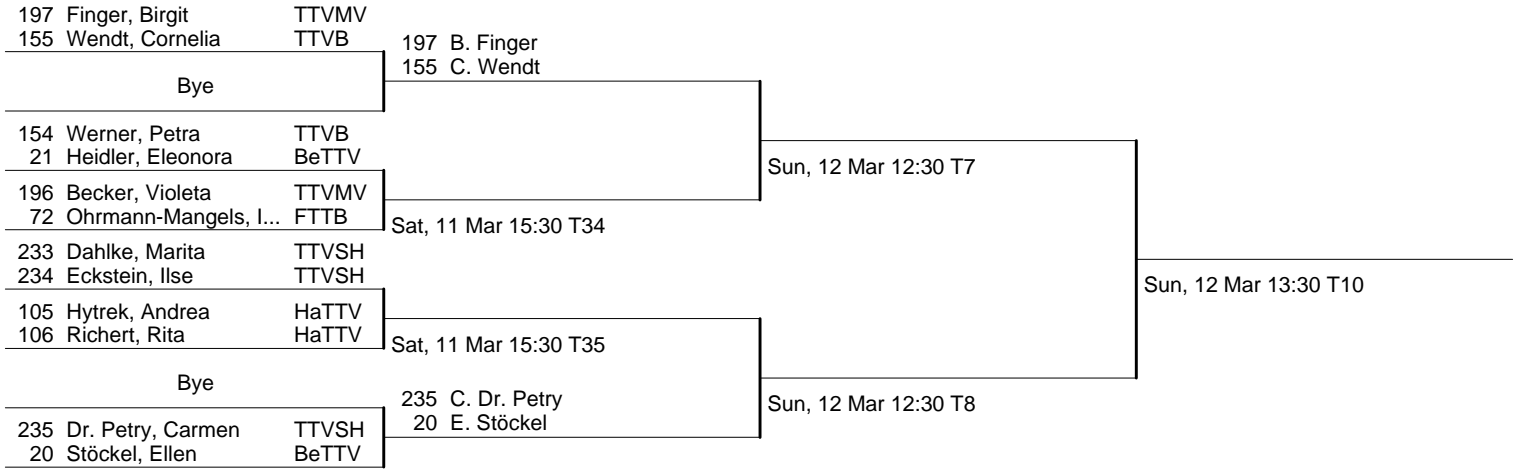 197 Finger, Birgit TTVMV
155 Wendt, Cornelia TTVB
197 B. Finger
155 C. Wendt
Bye
154 Werner, Petra TTVB
21 Heidler, Eleonora BeTTV
Sun, 12 Mar 12:30 T7
196 Becker, Violeta TTVMV
72 Ohrmann-Mangels, I... FTTB
Sat, 11 Mar 15:30 T34
233 Dahlke, Marita TTVSH
234 Eckstein, Ilse TTVSH
Sun, 12 Mar 13:30 T10
105 Hytrek, Andrea HaTTV
106 Richert, Rita HaTTV
Sat, 11 Mar 15:30 T35
Bye
235 C. Dr. Petry
20 E. Stöckel
Sun, 12 Mar 12:30 T8
235 Dr. Petry, Carmen TTVSH
20 Stöckel, Ellen BeTTV